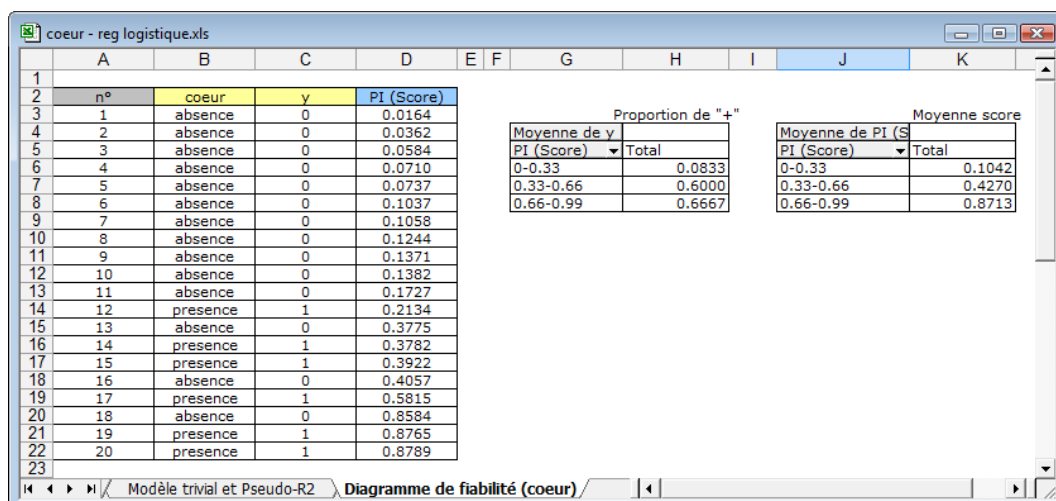 coeur - reg logistique.xls
A B C D E F G H I J K
1
2 n° coeur y PI (Score)
3 1 absence 0 0.0164 Proportion de "+" Moyenne score
4 2 absence 0 0.0362 Moyenne de y Moyenne de PI (S
5 3 absence 0 0.0584 PI (Score) Total PI (Score) Total
6 4 absence 0 0.0710 0-0.33 0.0833 0-0.33 0.1042
7 5 absence 0 0.0737 0.33-0.66 0.6000 0.33-0.66 0.4270
8 6 absence 0 0.1037 0.66-0.99 0.6667 0.66-0.99 0.8713
9 7 absence 0 0.1058
10 8 absence 0 0.1244
11 9 absence 0 0.1371
12 10 absence 0 0.1382
13 11 absence 0 0.1727
14 12 presence 1 0.2134
15 13 absence 0 0.3775
16 14 presence 1 0.3782
17 15 presence 1 0.3922
18 16 absence 0 0.4057
19 17 presence 1 0.5815
20 18 absence 0 0.8584
21 19 presence 1 0.8765
22 20 presence 1 0.8789
23
Modèle trivial et Pseudo-R2 Diagramme de fiabilité (coeur)